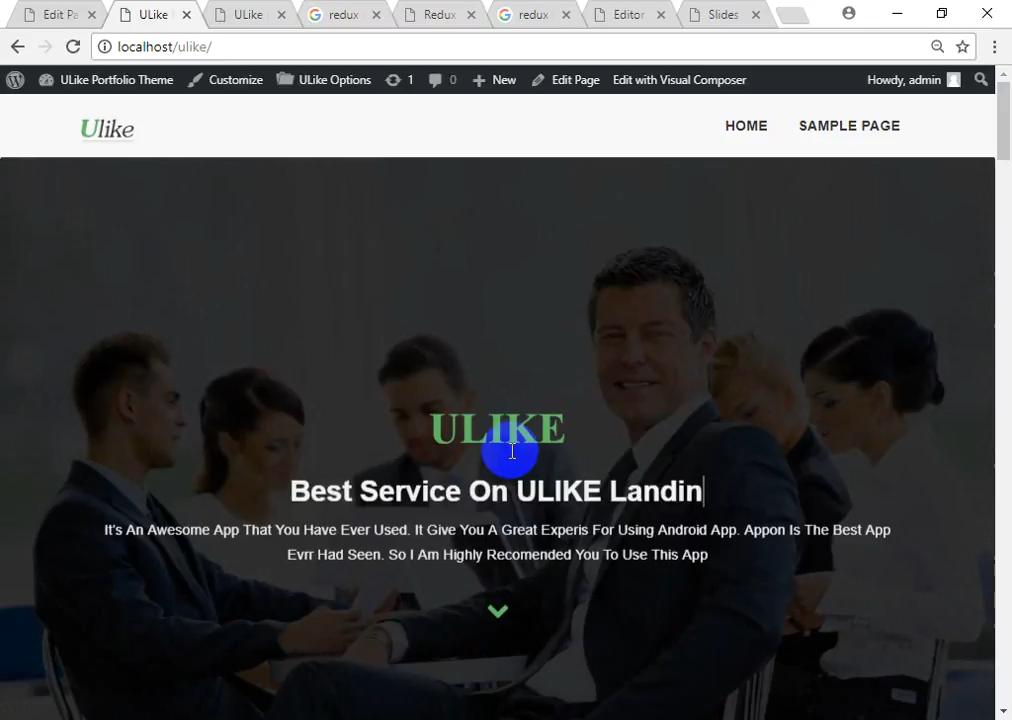 Edit Pa
ULike
ULike
redux
Redux
redux
Editor
Slides
localhost/ulike/
ULike Portfolio Theme
Customize
ULike Options
1
0
New
Edit Page
Edit with Visual Composer
Howdy, admin
Ulike
HOME
SAMPLE PAGE
ULIKE
Best Service On ULIKE Landin
It's An Awesome App That You Have Ever Used. It Give You A Great Experis For Using Android App. Appon Is The Best App
Evrr Had Seen. So I Am Highly Recomended You To Use This App